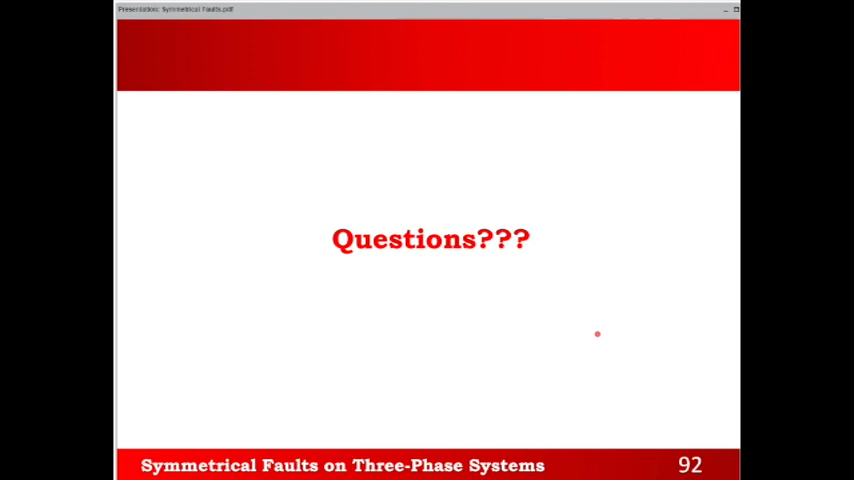 Presentation: Symmetrical Faults.pdf
Questions???
Symmetrical Faults on Three-Phase Systems
92